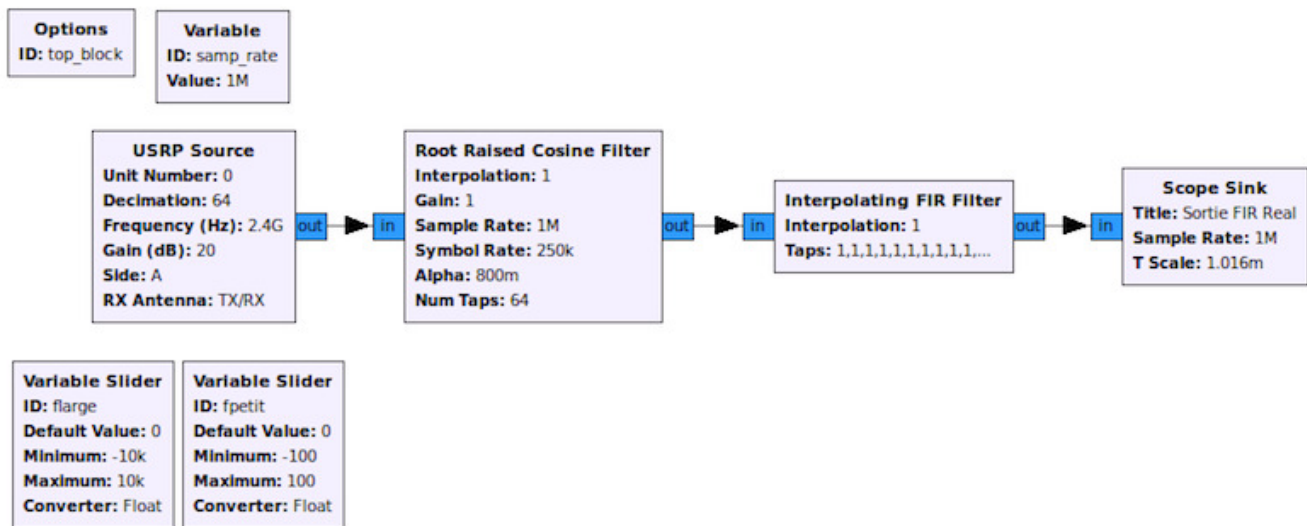 Options
ID: top_block
Variable
ID: samp_rate
Value: 1M
USRP Source
Unit Number: 0
Decimation: 64
Frequency (Hz): 2.4G
Gain (dB): 20
Side: A
RX Antenna: TX/RX
out
in
Root Raised Cosine Filter
Interpolation: 1
Gain: 1
Sample Rate: 1M
Symbol Rate: 250k
Alpha: 800m
Num Taps: 64
out
in
Interpolating FIR Filter
Interpolation: 1
Taps: 1,1,1,1,1,1,1,1,1,1,...
out
in
Scope Sink
Title: Sortie FIR Real
Sample Rate: 1M
T Scale: 1.016m
Variable Slider
ID: flarge
Default Value: 0
Minimum: -10k
Maximum: 10k
Converter: Float
Variable Slider
ID: fpetit
Default Value: 0
Minimum: -100
Maximum: 100
Converter: Float